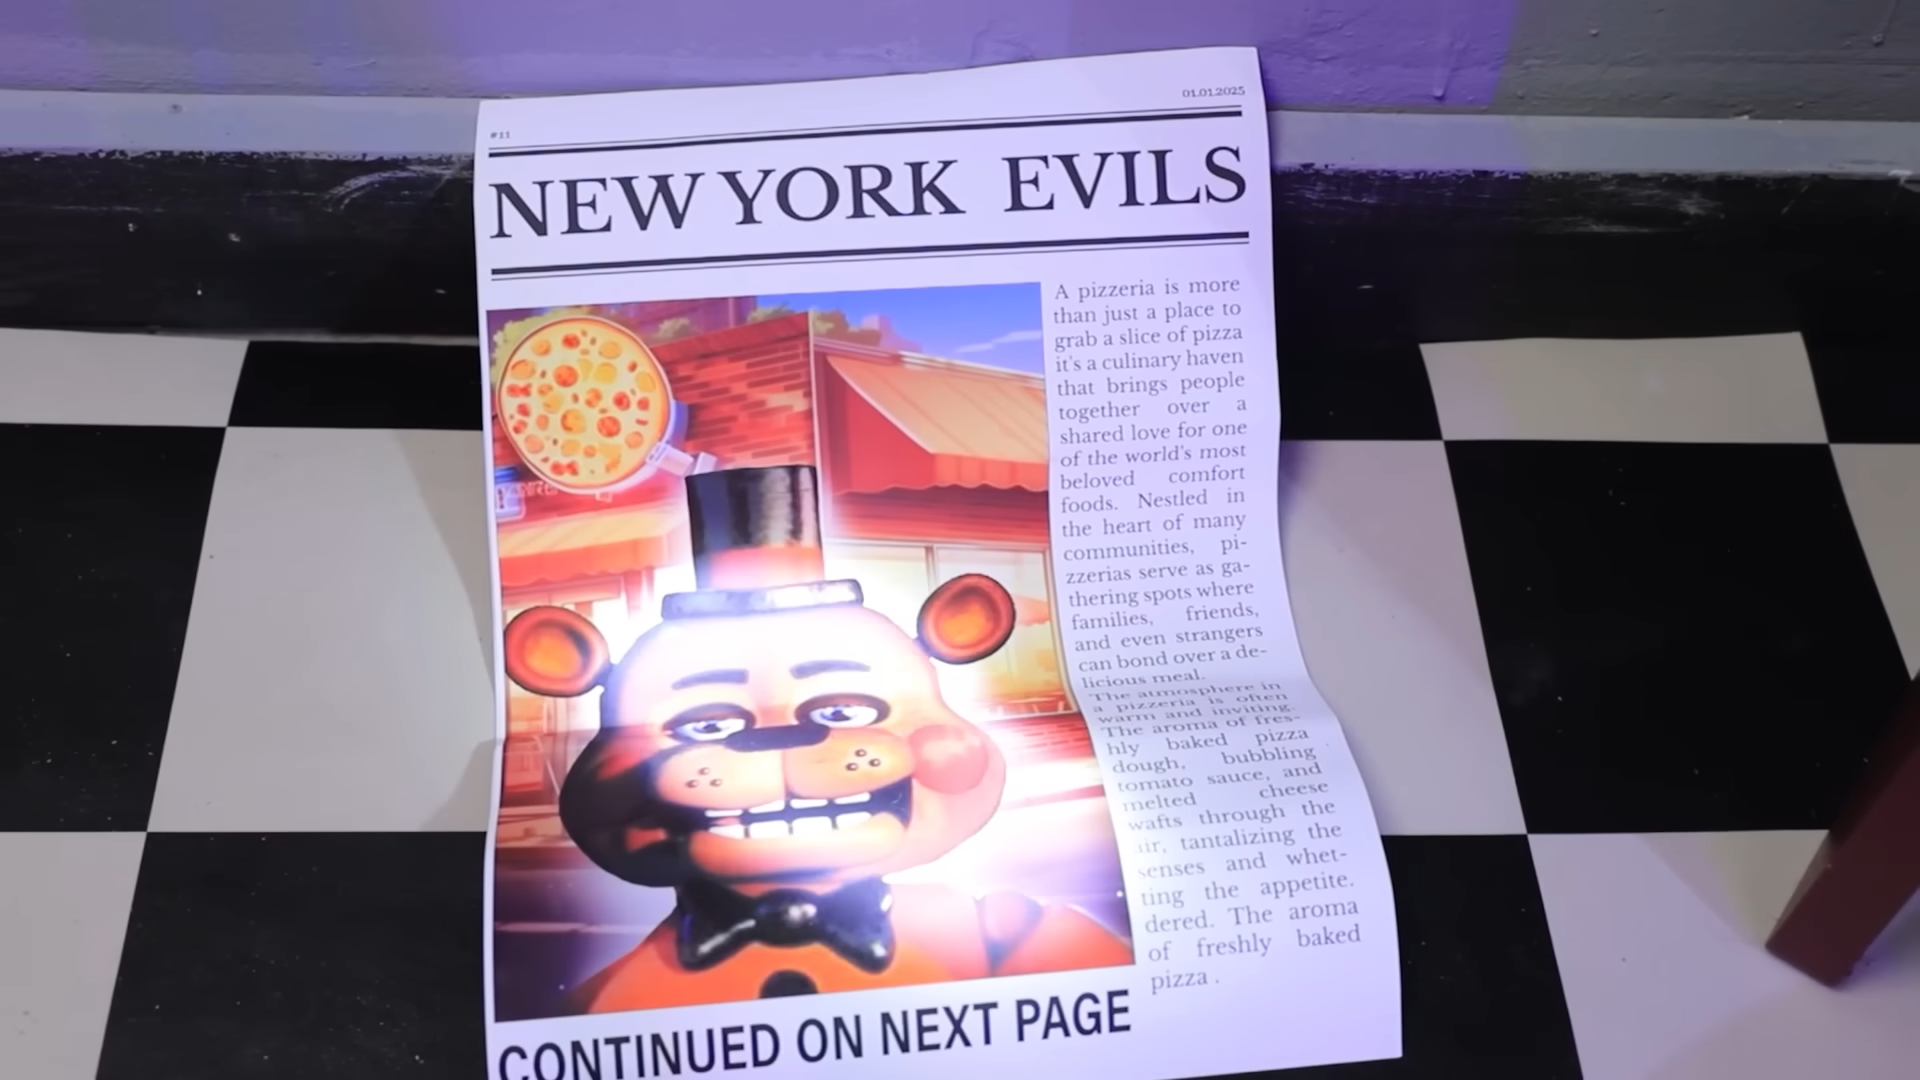 #11
01.01.2025
NEW YORK EVILS
A pizzeria is more
than just a place to
grab a slice of pizza
it's a culinary haven
that brings people
together over a
shared love for one
of the world's most
beloved comfort
foods. Nestled in
the heart of many
communities, pi-
zzerias serve as ga-
thering spots where
families, friends,
and even strangers
can bond over a de-
licious meal.
The atmosphere in
a pizzeria is often
warm and inviting.
The aroma of fres-
hly baked pizza
dough, bubbling
tomato sauce, and
melted cheese
wafts through the
air, tantalizing the
senses and whet-
ting the appetite.
dered. The aroma
of freshly baked
pizza .
CONTINUED ON NEXT PAGE